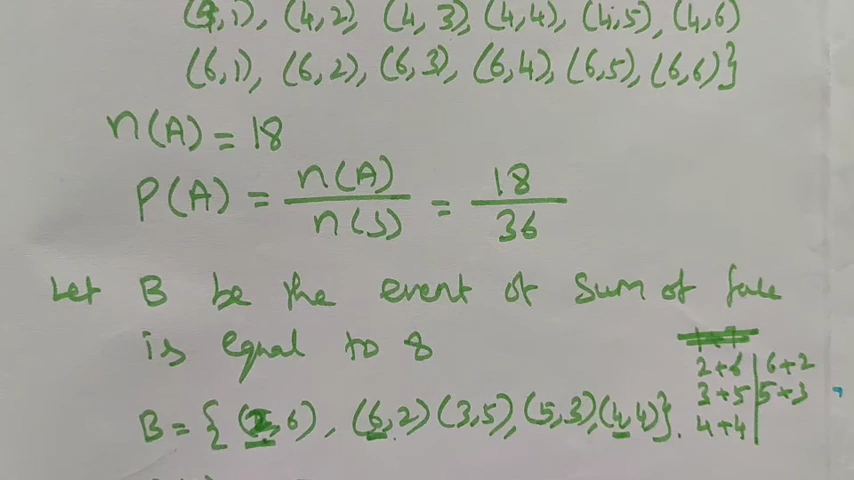 (4,1), (4,2), (4,3), (4,4), (4,5), (4,6)
(6,1), (6,2), (6,3), (6,4), (6,5), (6,6)}
n(A) = 18
P(A) = n(A)/n(S) = 18/36
Let B be the event of sum of face
is equal to 8
2+6 | 6+2
3+5 | 5+3
4+4
B = { (2,6), (6,2) (3,5), (5,3), (4,4)}.